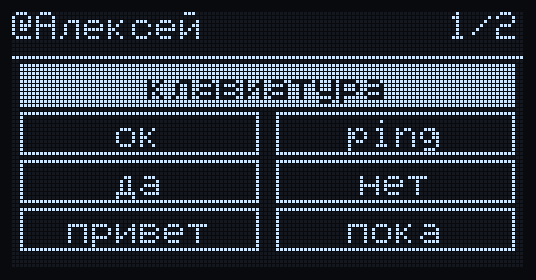 @Алексей 1/2
клавиатура
ок ping
да нет
привет пока